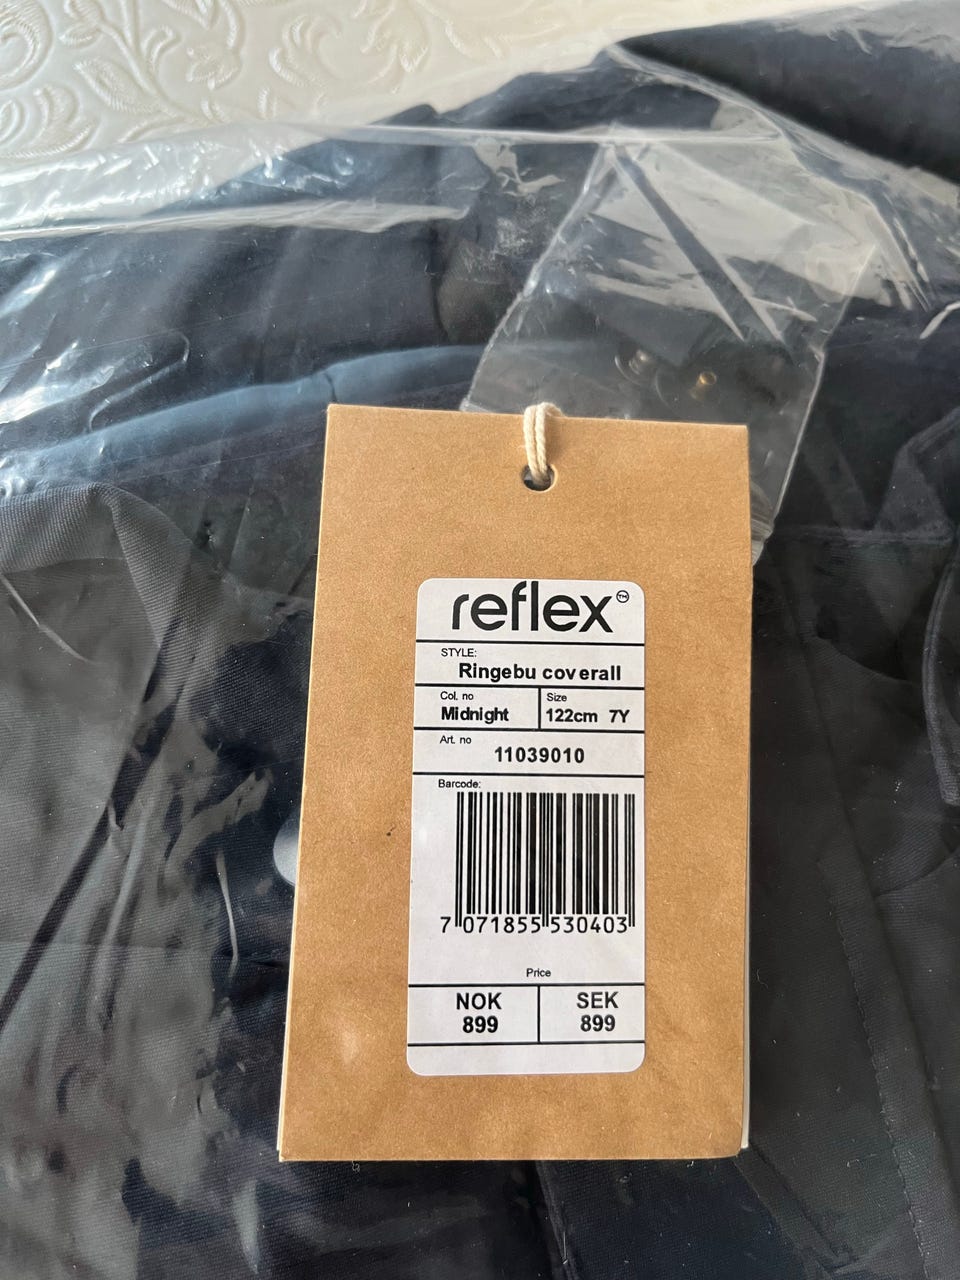 reflex™
STYLE:
Ringebu coverall
Col. no Size
Midnight 122cm 7Y
Art. no
11039010
Barcode:
7 071855 530403
Price
NOK SEK
899 899